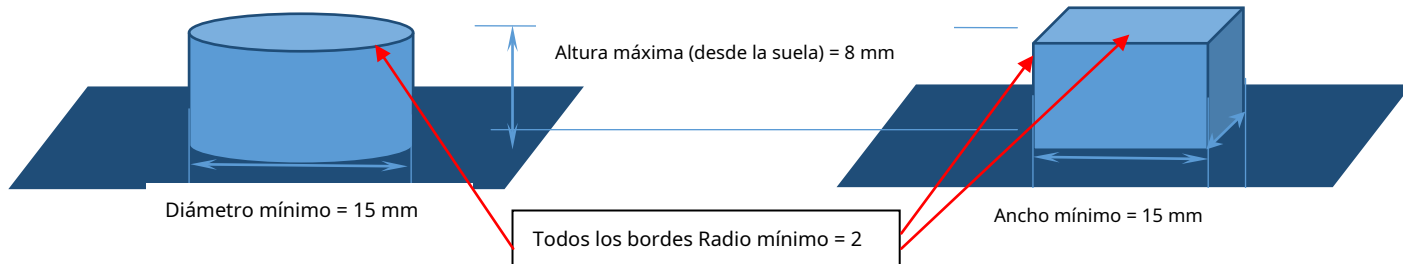 Altura máxima (desde la suela) = 8 mm
Diámetro mínimo = 15 mm
Ancho mínimo = 15 mm
Todos los bordes Radio mínimo = 2